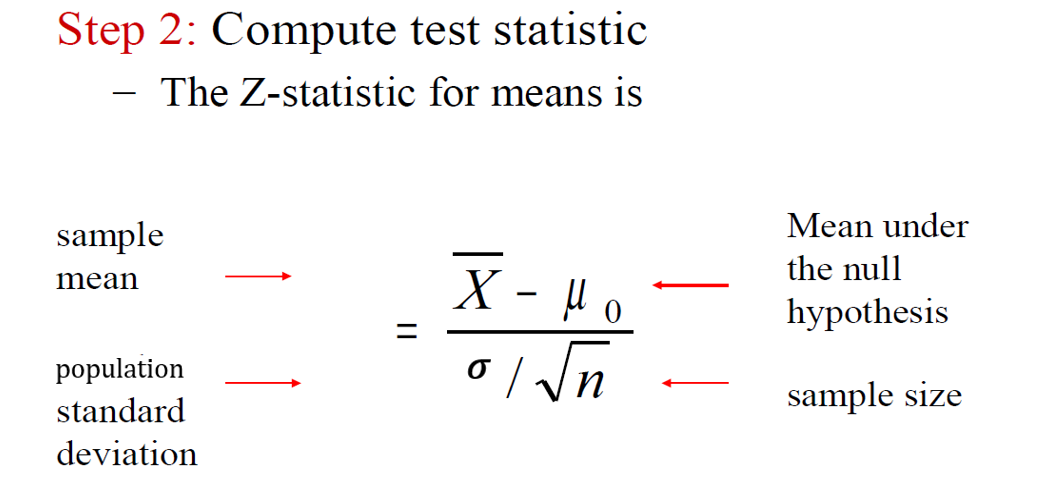 Step 2: Compute test statistic
– The Z-statistic for means is
sample
mean
Mean under
the null
hypothesis
= X̅ - μ₀
σ / √n
population
standard
deviation
sample size